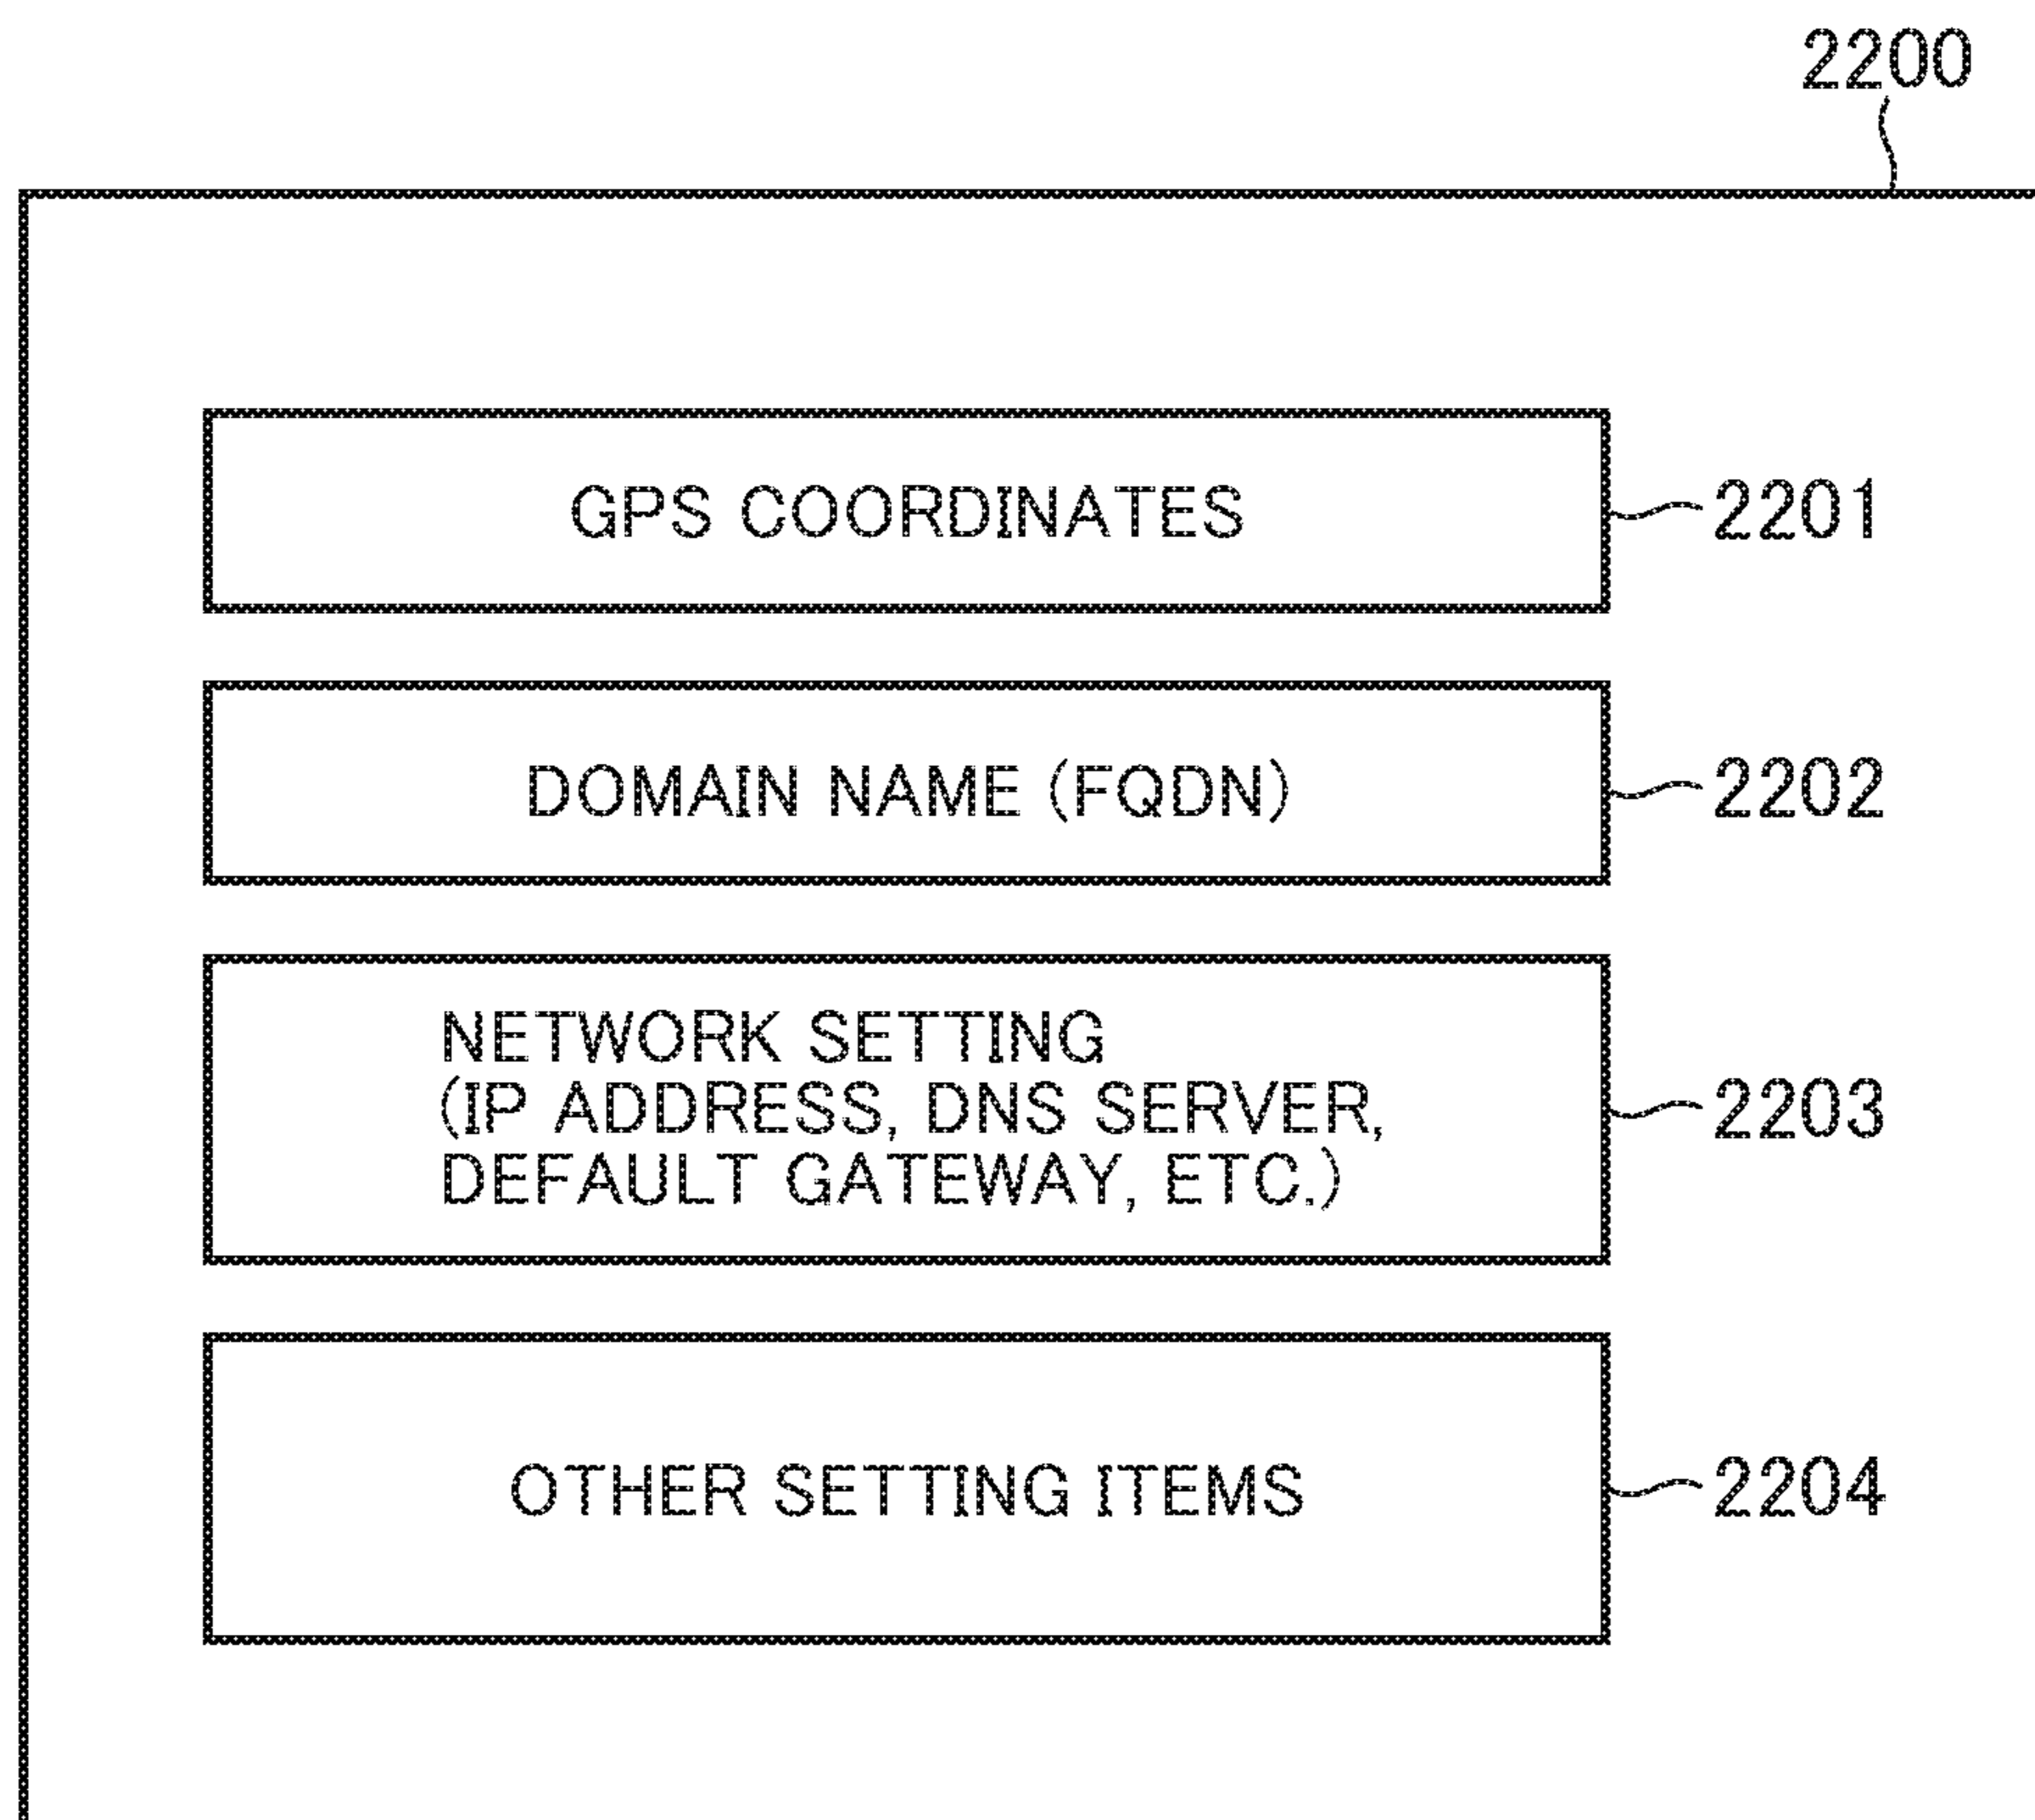 2200
GPS COORDINATES
2201
DOMAIN NAME (FQDN)
2202
NETWORK SETTING
(IP ADDRESS, DNS SERVER,
DEFAULT GATEWAY, ETC.)
2203
OTHER SETTING ITEMS
2204